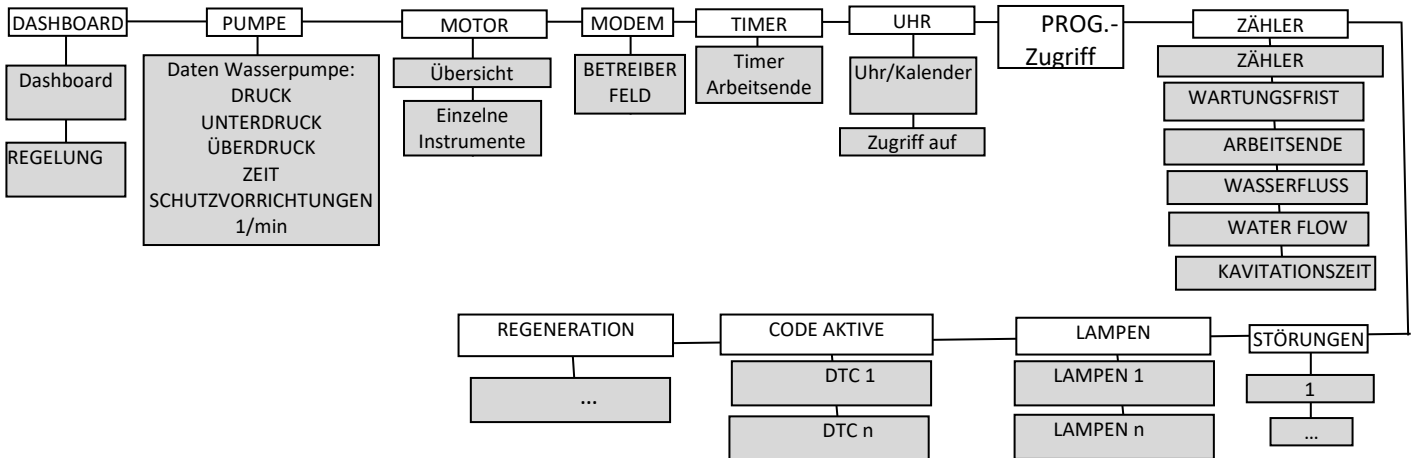 DASHBOARD
PUMPE
MOTOR
MODEM
TIMER
UHR
PROG.-
Zugriff
ZÄHLER
Dashboard
REGELUNG
Daten Wasserpumpe:
DRUCK
UNTERDRUCK
ÜBERDRUCK
ZEIT
SCHUTZVORRICHTUNGEN
1/min
Übersicht
Einzelne
Instrumente
BETREIBER
FELD
Timer
Arbeitsende
Uhr/Kalender
Zugriff auf
ZÄHLER
WARTUNGSFRIST
ARBEITSENDE
WASSERFLUSS
WATER FLOW
KAVITATIONSZEIT
REGENERATION
CODE AKTIVE
LAMPEN
STÖRUNGEN
...
DTC 1
DTC n
LAMPEN 1
LAMPEN n
1
...